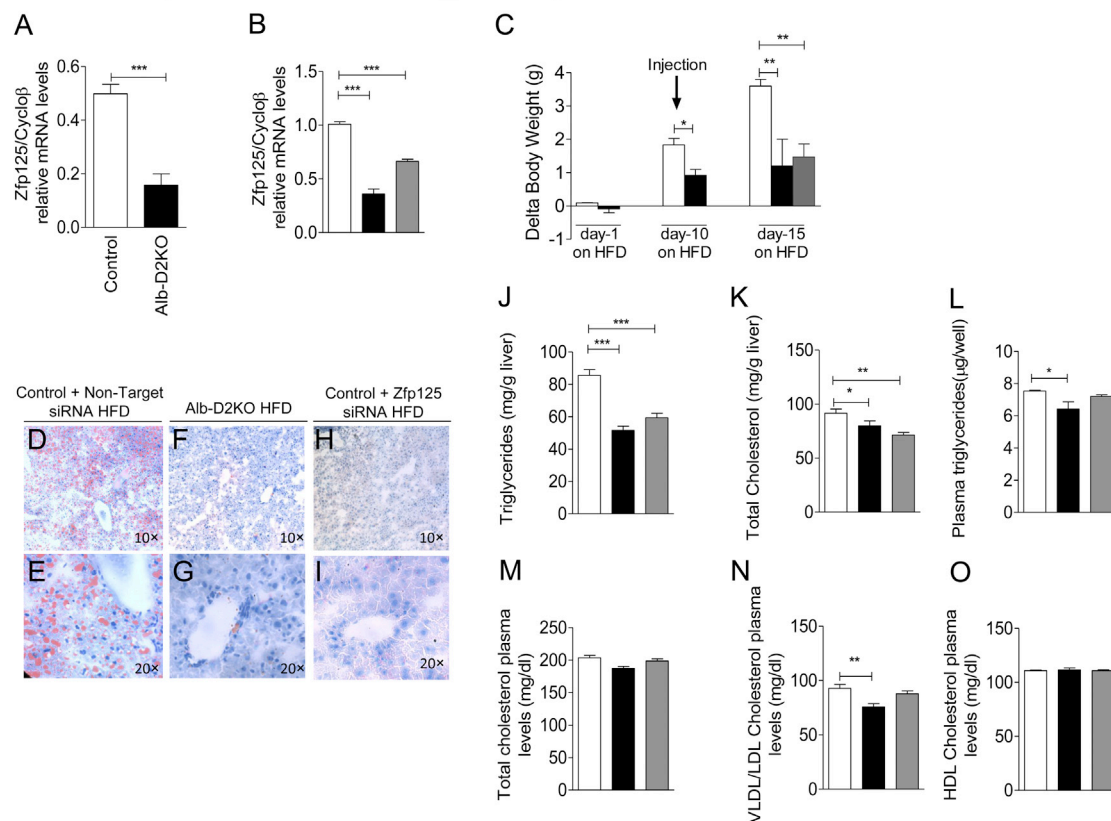 A
Zfp125/Cycloβ
relative mRNA levels
0.6
0.4
0.2
0.0
***
Control
Alb-D2KO
B
Zfp125/Cycloβ
relative mRNA levels
1.5
1.0
0.5
0.0
***
***
C
Delta Body Weight (g)
4
3
2
1
0
-1
Injection
*
**
**
day-1
on HFD
day-10
on HFD
day-15
on HFD
Control + Non-Target
siRNA HFD
Alb-D2KO HFD
Control + Zfp125
siRNA HFD
D
10×
F
10×
H
10×
E
20×
G
20×
I
20×
J
Triglycerides (mg/g liver)
100
80
60
40
20
0
***
***
K
Total Cholesterol (mg/g liver)
150
100
50
0
**
*
L
Plasma triglycerides(μg/well)
10
8
6
4
2
0
*
M
Total cholesterol plasma
levels (mg/dl)
250
200
150
100
50
0
N
VLDL/LDL Cholesterol plasma
levels (mg/dl)
150
100
50
0
**
O
HDL Cholesterol plasma
levels (mg/dl)
150
100
50
0